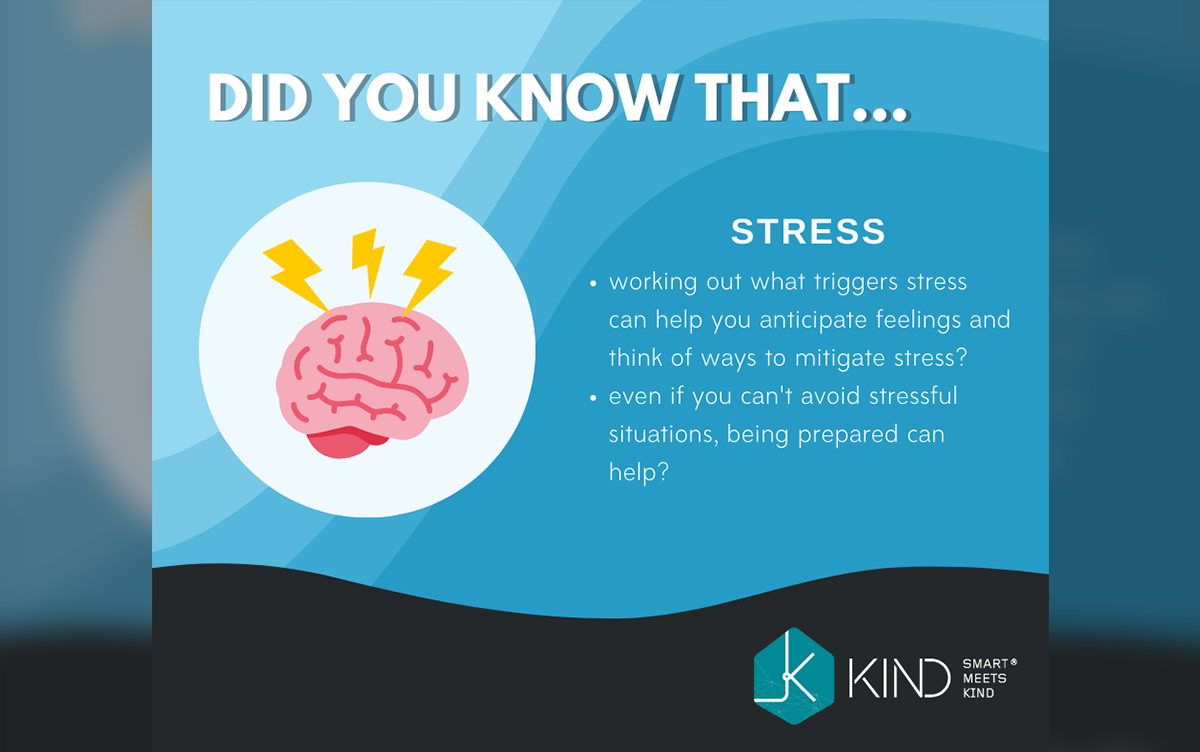 DID YOU KNOW THAT...
STRESS
• working out what triggers stress
can help you anticipate feelings and
think of ways to mitigate stress?
• even if you can't avoid stressful
situations, being prepared can
help?
KIND
SMART®
MEETS
KIND